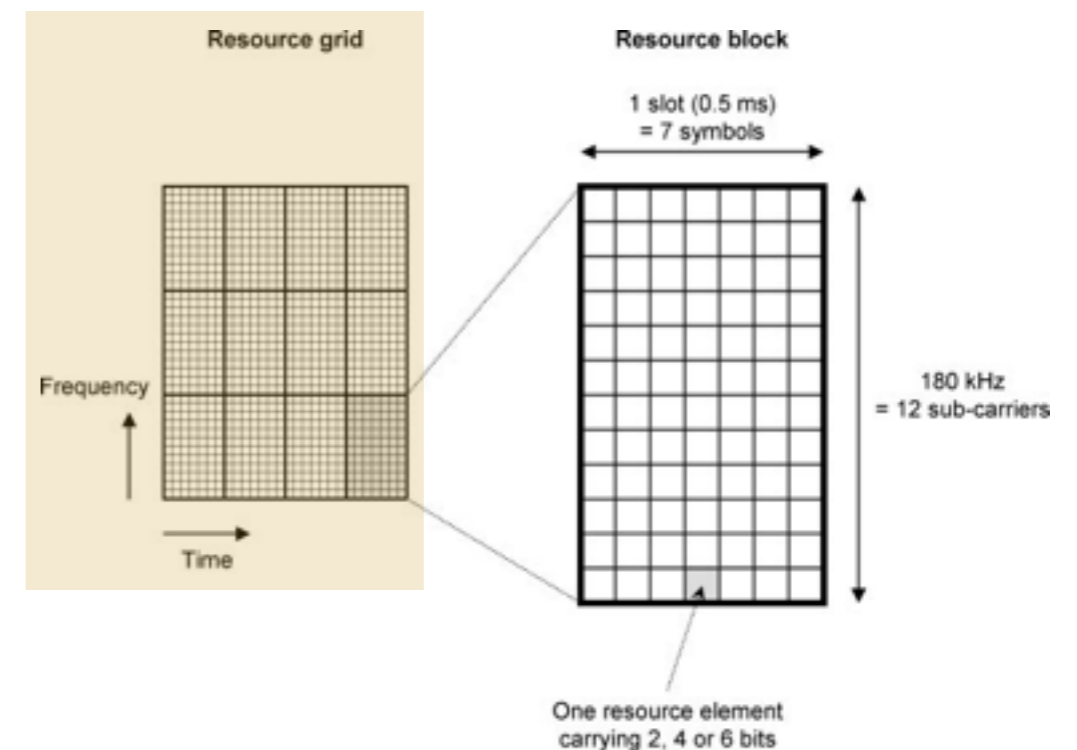 Resource grid
Resource block
1 slot (0.5 ms)
= 7 symbols
Frequency
Time
180 kHz
= 12 sub-carriers
One resource element
carrying 2, 4 or 6 bits